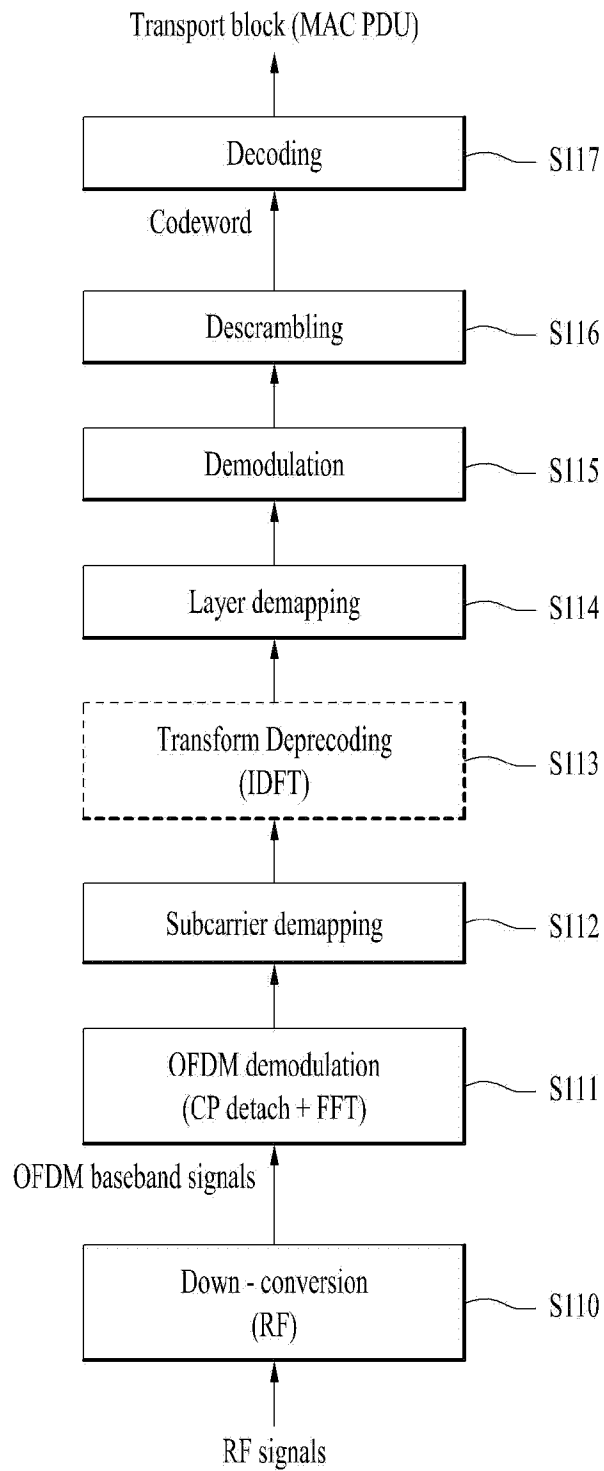 Transport block (MAC PDU)
Decoding
S117
Codeword
Descrambling
S116
Demodulation
S115
Layer demapping
S114
Transform Deprecoding
(IDFT)
S113
Subcarrier demapping
S112
OFDM demodulation
(CP detach + FFT)
S111
OFDM baseband signals
Down - conversion
(RF)
S110
RF signals